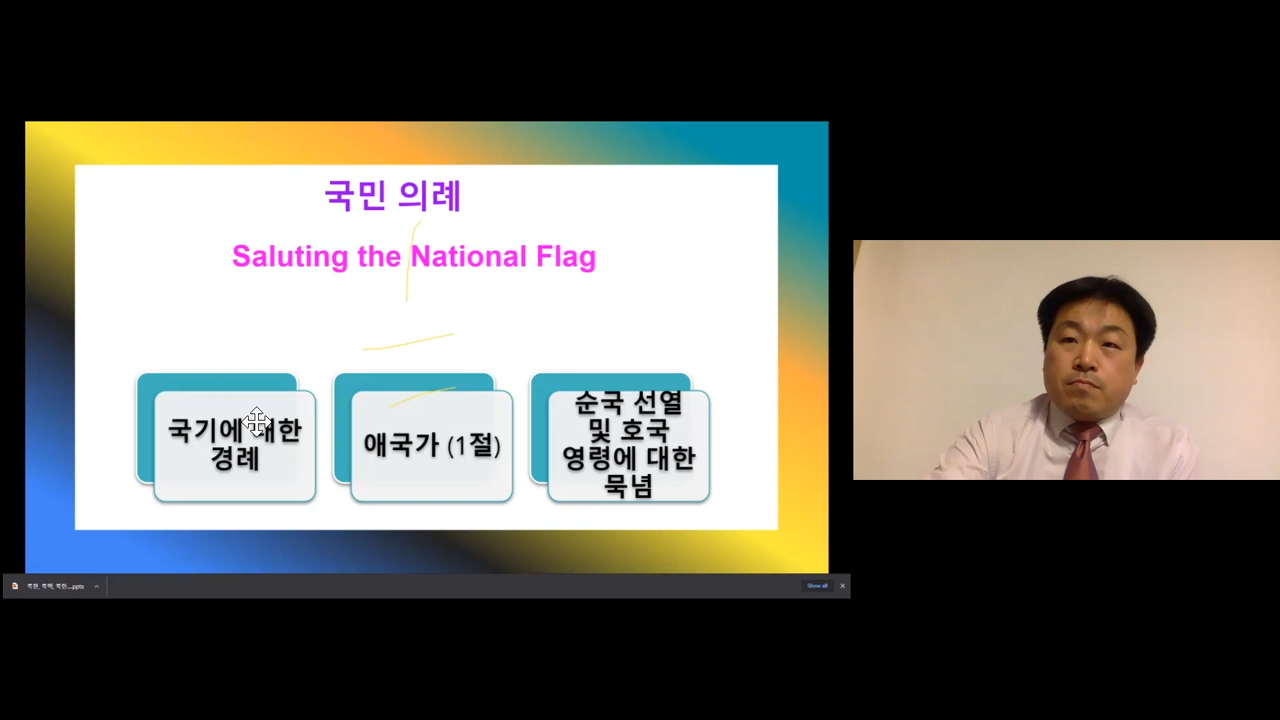 국민 의례
Saluting the National Flag
국기에 대한
경례
애국가 (1절)
순국 선열
및 호국
영령에 대한
묵념
Show all